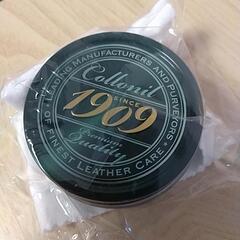 LEADING MANUFACTURERS AND PURVEYORS
OF FINEST LEATHER CARE
Collonil
SINCE
1909
Premium
Quality